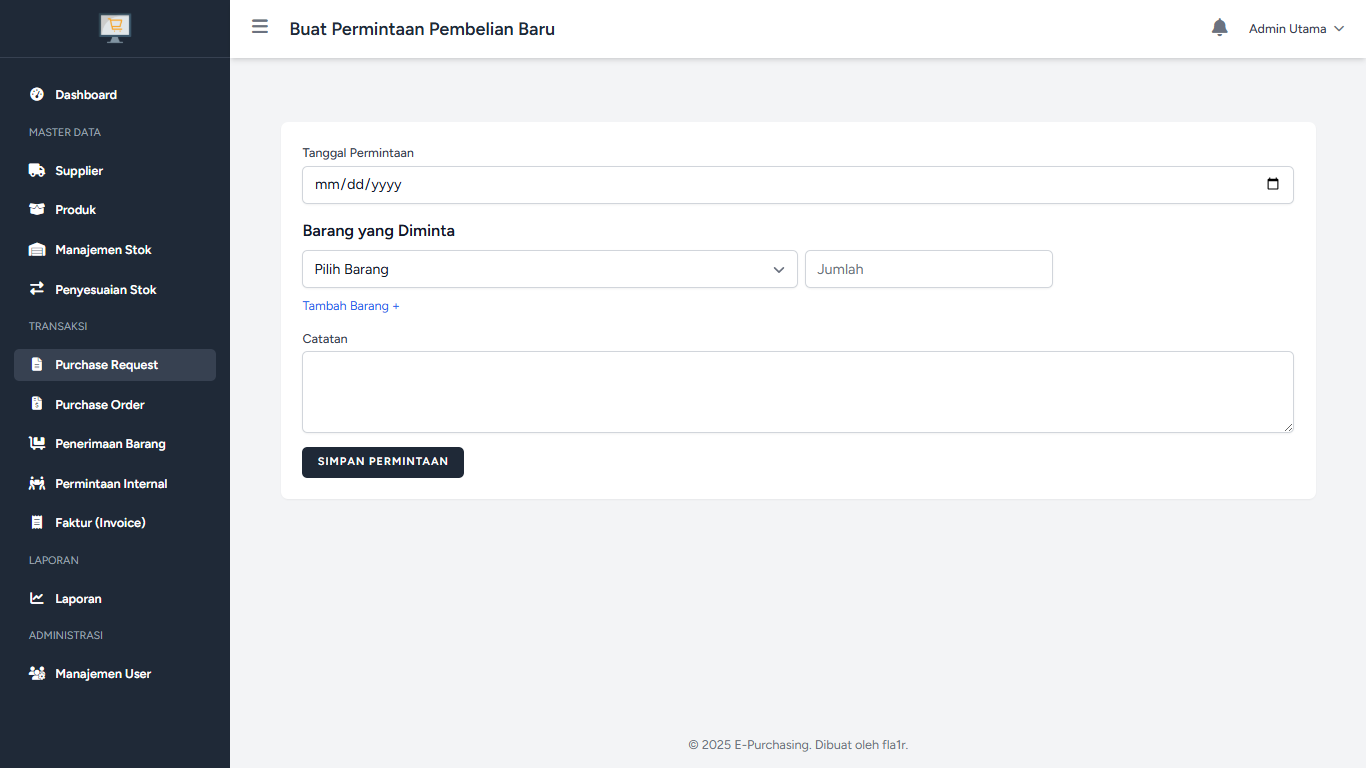 Buat Permintaan Pembelian Baru
Admin Utama
Dashboard
MASTER DATA
Supplier
Produk
Manajemen Stok
Penyesuaian Stok
TRANSAKSI
Purchase Request
Purchase Order
Penerimaan Barang
Permintaan Internal
Faktur (Invoice)
LAPORAN
Laporan
ADMINISTRASI
Manajemen User
Tanggal Permintaan
mm/dd/yyyy
Barang yang Diminta
Pilih Barang
Jumlah
Tambah Barang +
Catatan
SIMPAN PERMINTAAN
© 2025 E-Purchasing. Dibuat oleh fla1r.